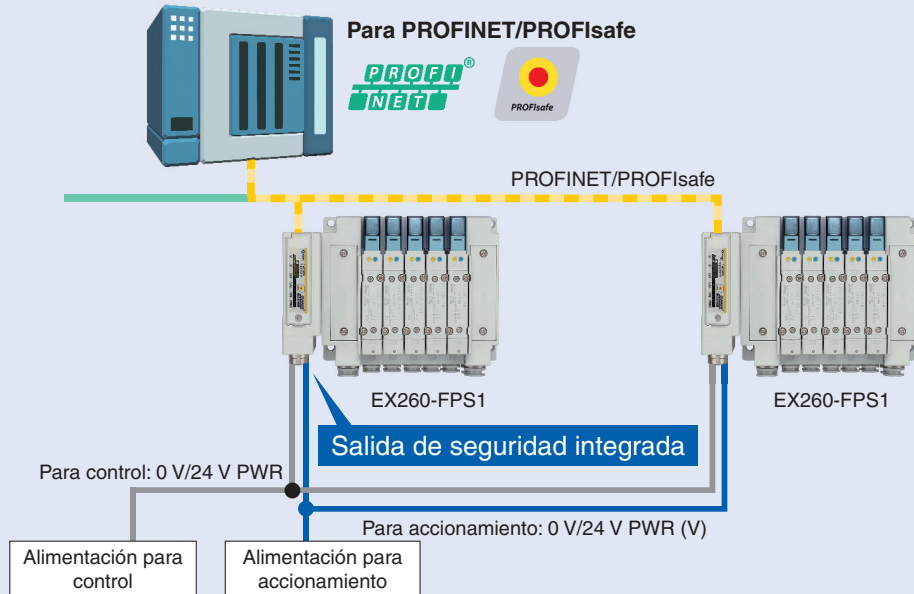 Para PROFINET/PROFIsafe
PROFI
NET®
PROFIsafe
PROFINET/PROFIsafe
EX260-FPS1
EX260-FPS1
Salida de seguridad integrada
Para control: 0 V/24 V PWR
Para accionamiento: 0 V/24 V PWR (V)
Alimentación para
control
Alimentación para
accionamiento